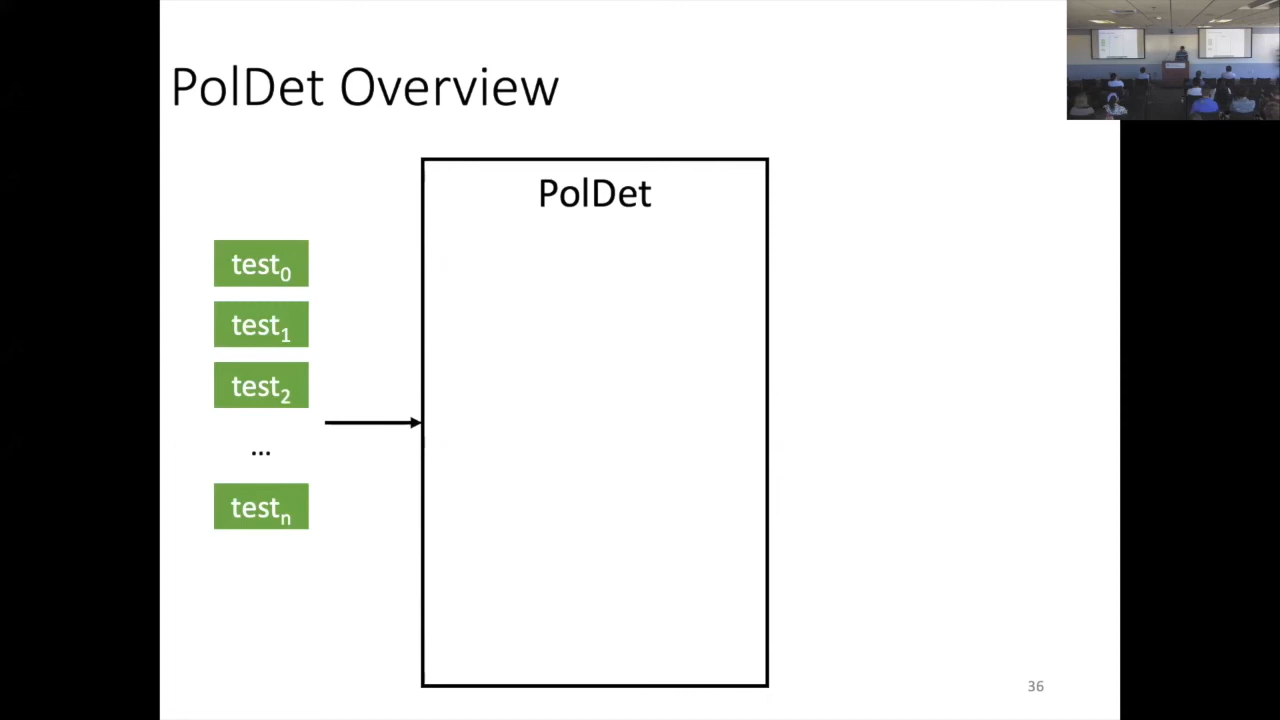 PolDet Overview
PolDet
test₀
test₁
test₂
...
testₙ
36